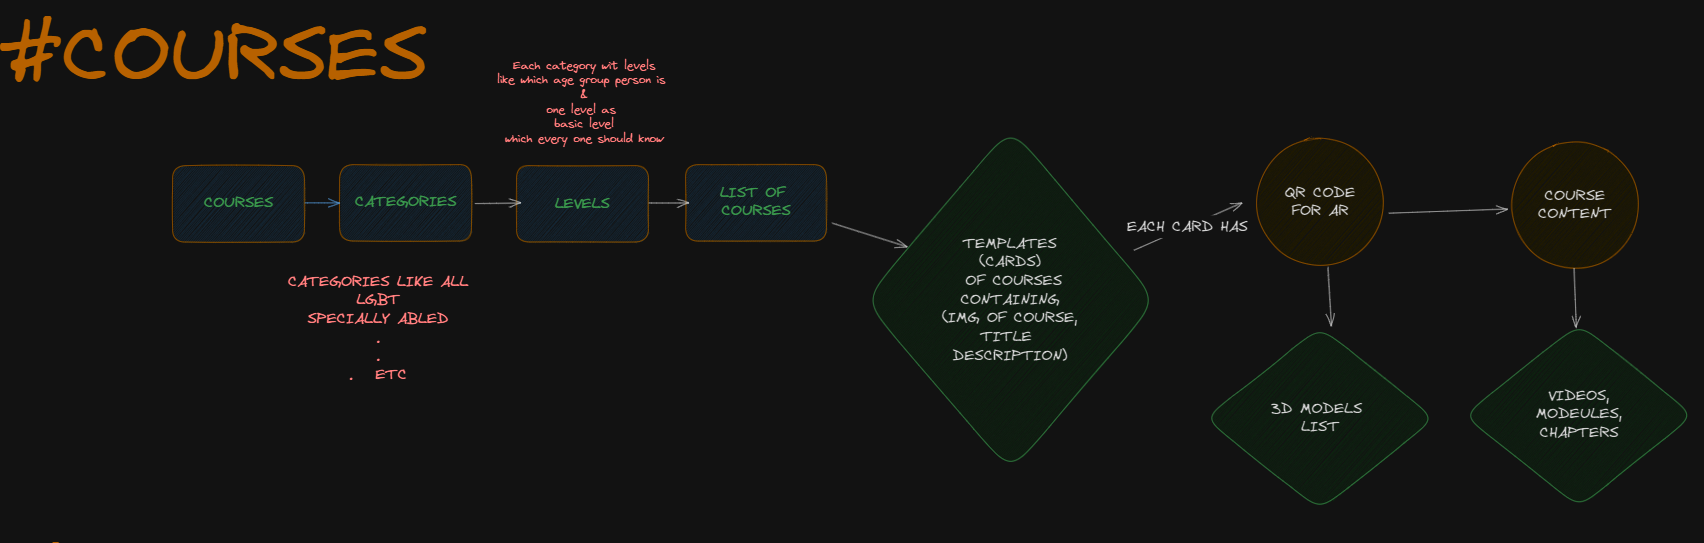 #COURSES
Each category wit levels
like which age group person is
&
one level as
basic level
which every one should know
COURSES
CATEGORIES
LEVELS
LIST OF
COURSES
CATEGORIES LIKE ALL
LGBT
SPECIALLY ABLED
.
.
. ETC
TEMPLATES
(CARDS)
OF COURSES
CONTAINING
(IMG OF COURSE,
TITLE
DESCRIPTION)
EACH CARD HAS
QR CODE
FOR AR
COURSE
CONTENT
3D MODELS
LIST
VIDEOS,
MODEULES,
CHAPTERS